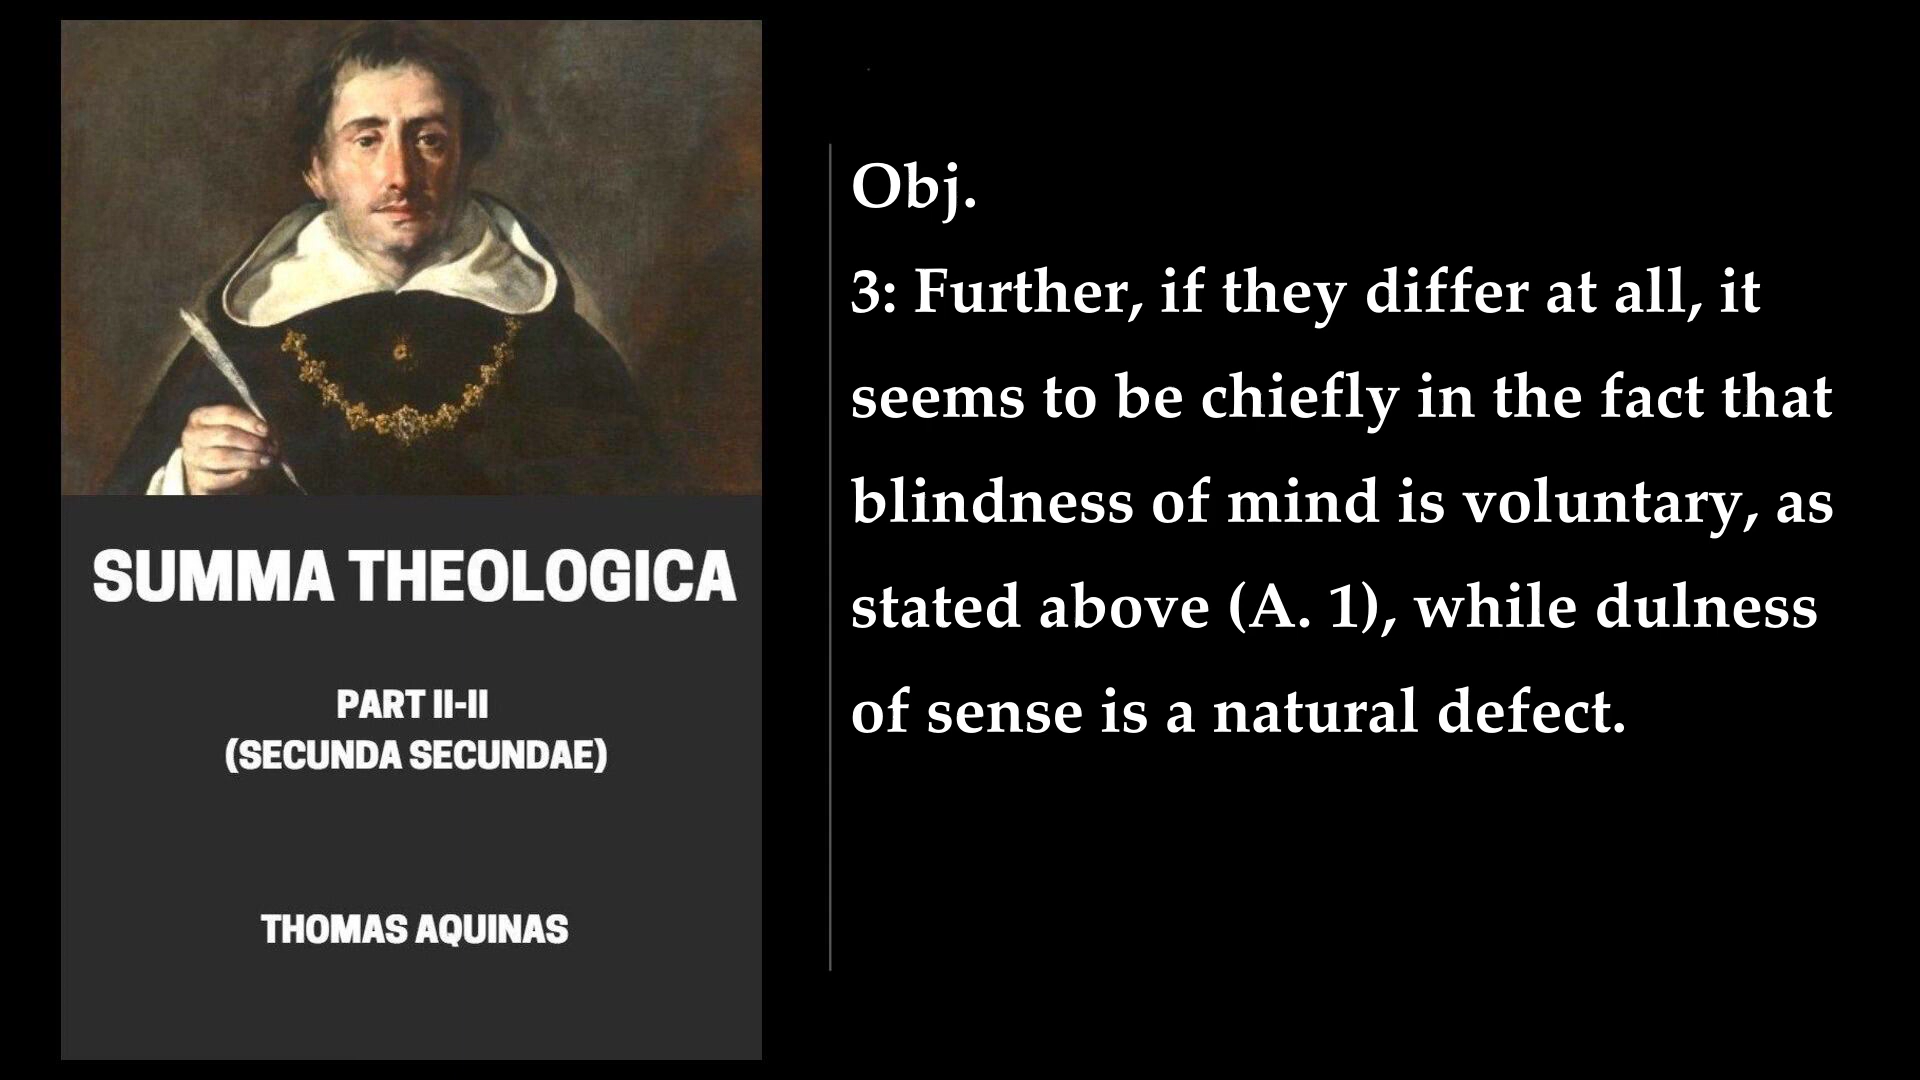 SUMMA THEOLOGICA
PART II-II
(SECUNDA SECUNDAE)
THOMAS AQUINAS
Obj.
3: Further, if they differ at all, it
seems to be chiefly in the fact that
blindness of mind is voluntary, as
stated above (A. 1), while dulness
of sense is a natural defect.